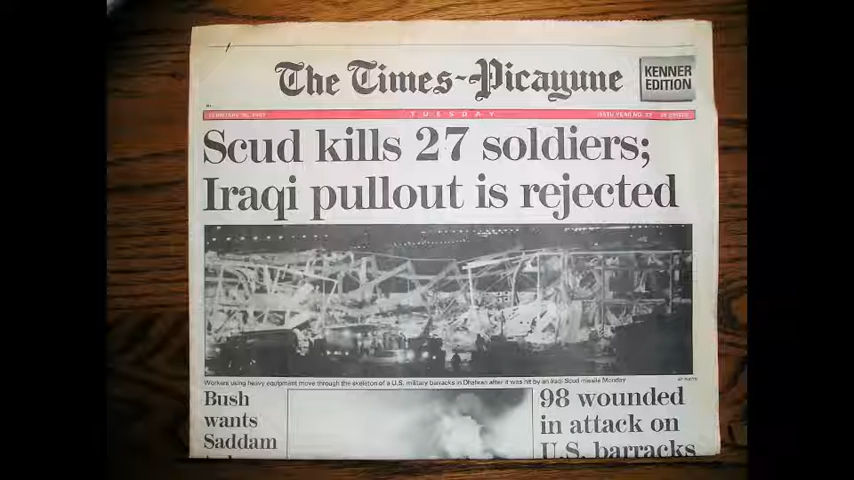 The Times-Picayune
KENNER
EDITION
TUESDAY
Scud kills 27 soldiers;
Iraqi pullout is rejected
Workers using heavy equipment move through the skeleton of a U.S. military barracks in Dhahran after it was hit by an Iraqi Scud missile Monday
AP PHOTO
Bush
wants
Saddam
98 wounded
in attack on
U.S. barracks